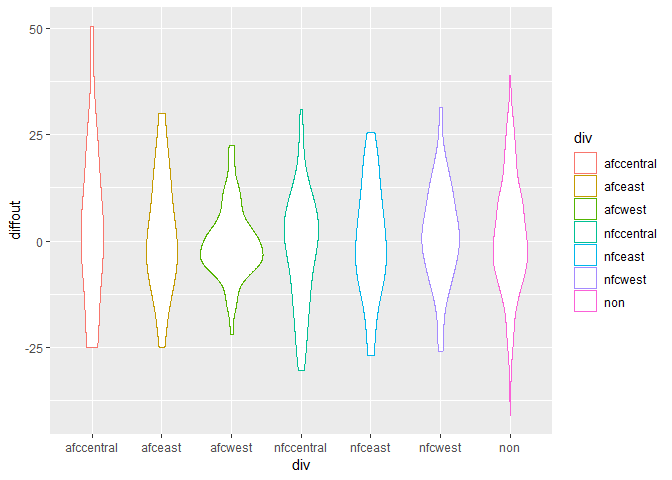 50
25
0
-25
diffout
afccentral afceast afcwest nfccentral nfceast nfcwest non
div
div
afccentral
afceast
afcwest
nfccentral
nfceast
nfcwest
non